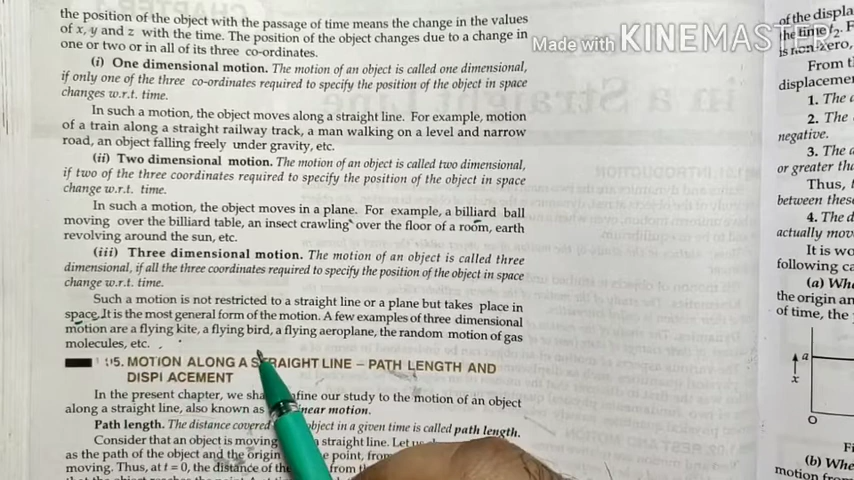 the position of the object with the passage of time means the change in the values
of x, y and z with the time. The position of the object changes due to a change in
one or two or in all of its three co-ordinates.
(i) One dimensional motion. The motion of an object is called one dimensional,
if only one of the three co-ordinates required to specify the position of the object in space
changes w.r.t. time.
In such a motion, the object moves along a straight line. For example, motion
of a train along a straight railway track, a man walking on a level and narrow
road, an object falling freely under gravity, etc.
(ii) Two dimensional motion. The motion of an object is called two dimensional,
if two of the three coordinates required to specify the position of the object in space
change w.r.t. time.
In such a motion, the object moves in a plane. For example, a billiard ball
moving over the billiard table, an insect crawling over the floor of a room, earth
revolving around the sun, etc.
(iii) Three dimensional motion. The motion of an object is called three
dimensional, if all the three coordinates required to specify the position of the object in space
change w.r.t. time.
Such a motion is not restricted to a straight line or a plane but takes place in
space. It is the most general form of the motion. A few examples of three dimensional
motion are a flying kite, a flying bird, a flying aeroplane, the random motion of gas
molecules, etc.
05. MOTION ALONG A STRAIGHT LINE – PATH LENGTH AND
DISPLACEMENT
In the present chapter, we shall confine our study to the motion of an object
along a straight line, also known as linear motion.
Path length. The distance covered object in a given time is called path length.
Consider that an object is moving straight line. Let us
as the path of the object and the origin point, from
moving. Thus, at t = 0, the distance of the from
Made with KINEMASTER
of the displa
the time t2. F
is non-zero,
From th
displacemen
1. The d
2. The
negative.
3. The
or greater tha
Thus,
between these
4. The d
actually mov
It is wo
following ca
(a) Whe
the origin an
of time, the
a
x
O
(b) Whe
motion from